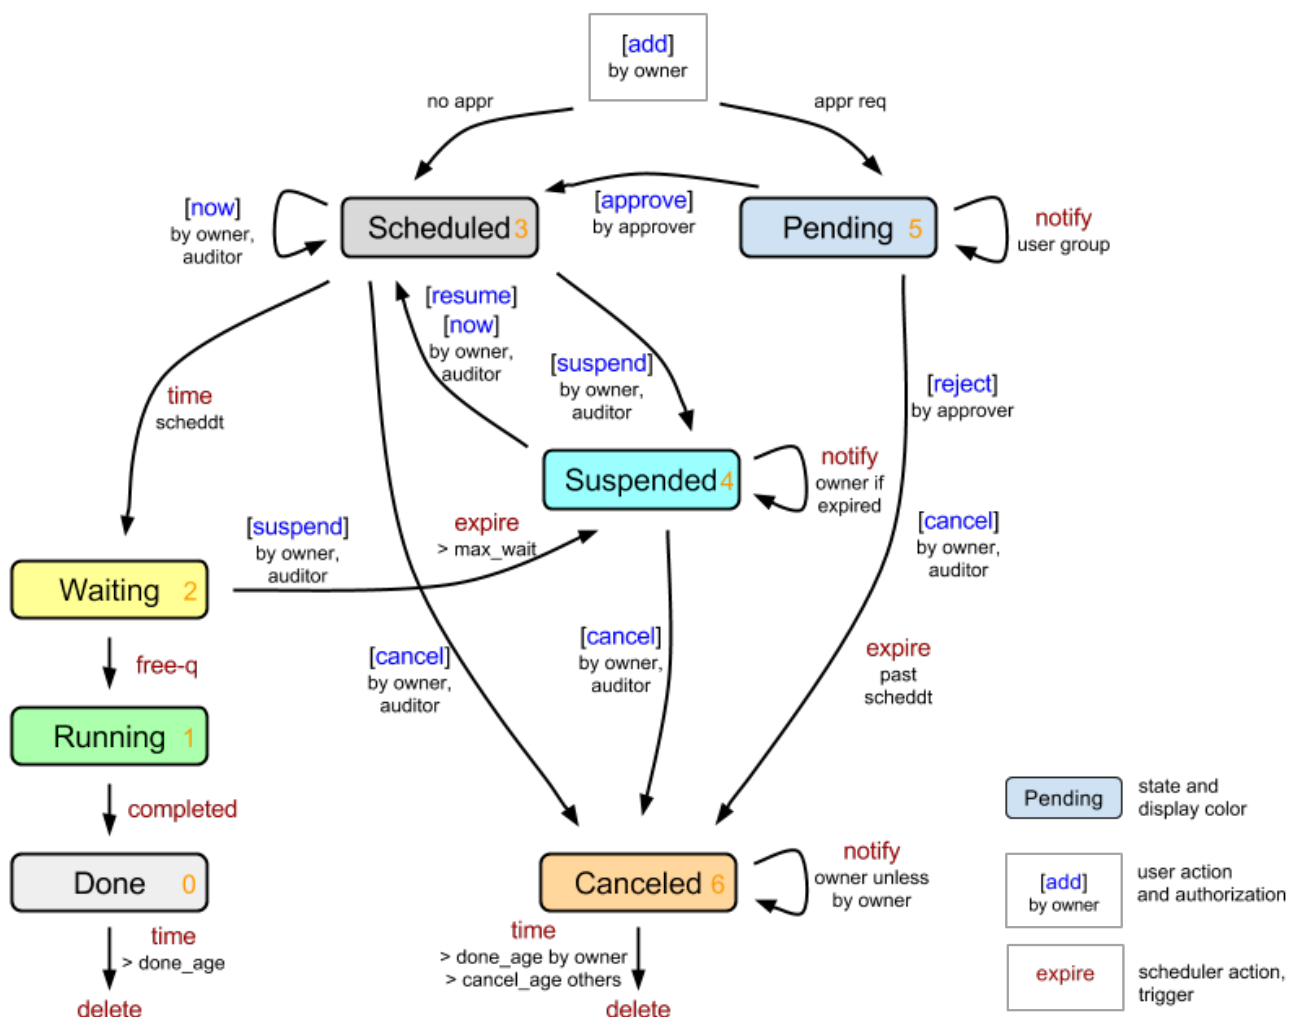 [add]
by owner
no appr
appr req
[now]
by owner,
auditor
Scheduled 3
[approve]
by approver
Pending 5
notify
user group
[resume]
[now]
by owner,
auditor
[suspend]
by owner,
auditor
[reject]
by approver
time
scheddt
Suspended 4
notify
owner if
expired
[suspend]
by owner,
auditor
expire
> max_wait
[cancel]
by owner,
auditor
Waiting 2
free-q
[cancel]
by owner,
auditor
[cancel]
by owner,
auditor
expire
past
scheddt
Running 1
completed
Done 0
time
> done_age
delete
Canceled 6
notify
owner unless
by owner
time
> done_age by owner
> cancel_age others
delete
Pending
state and
display color
[add]
by owner
user action
and authorization
expire
scheduler action,
trigger